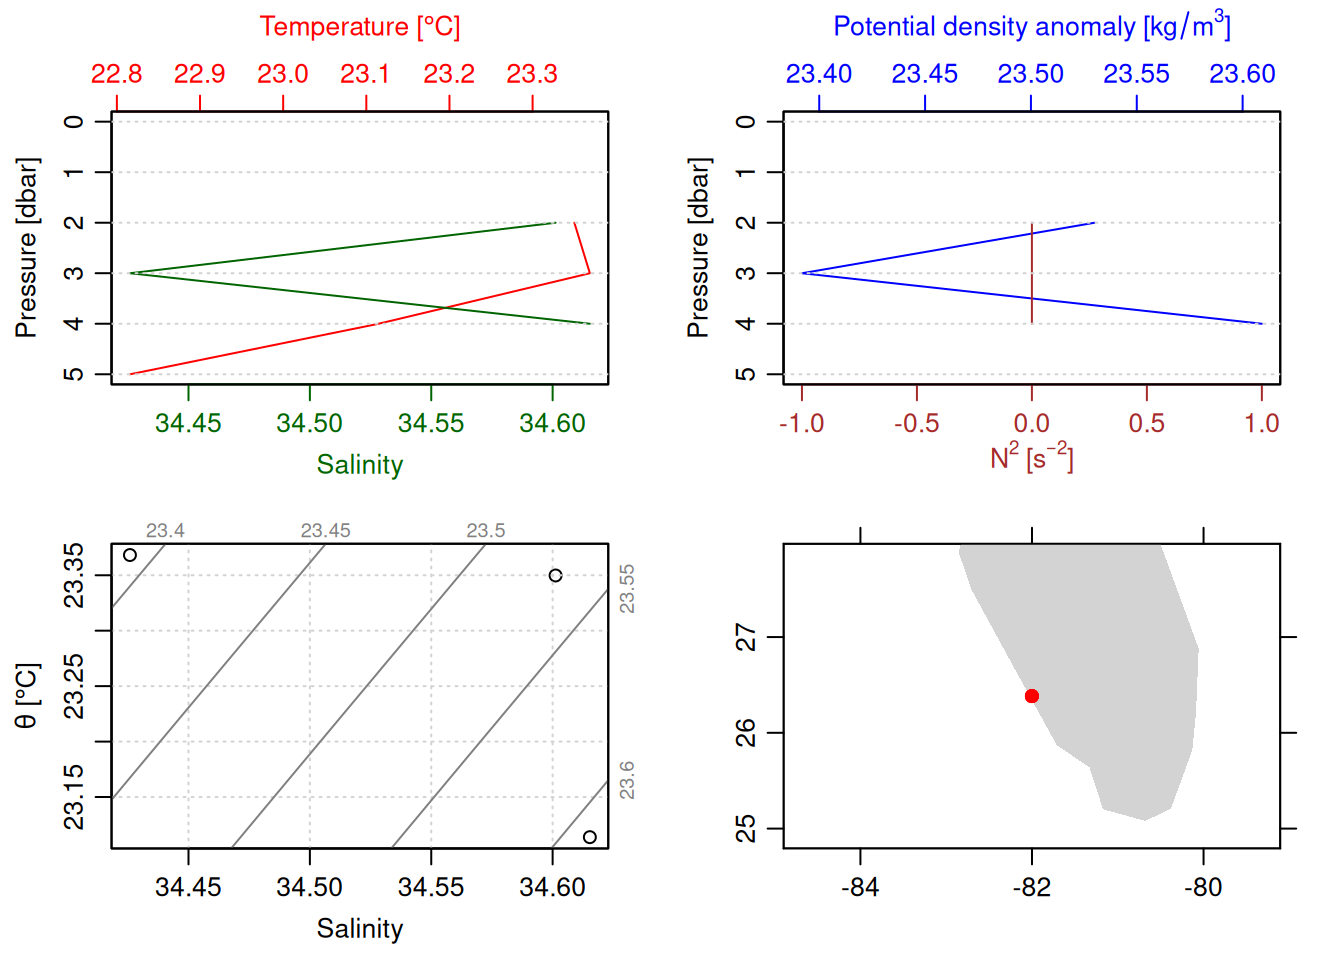 Temperature [°C]
22.8 22.9 23.0 23.1 23.2 23.3
Pressure [dbar]
0
1
2
3
4
5
34.45 34.50 34.55 34.60
Salinity
Potential density anomaly [kg/m³]
23.40 23.45 23.50 23.55 23.60
Pressure [dbar]
0
1
2
3
4
5
-1.0 -0.5 0.0 0.5 1.0
N² [s⁻²]
23.4 23.45 23.5
23.55
23.6
θ [°C]
23.35
23.25
23.15
34.45 34.50 34.55 34.60
Salinity
27
26
25
-84 -82 -80